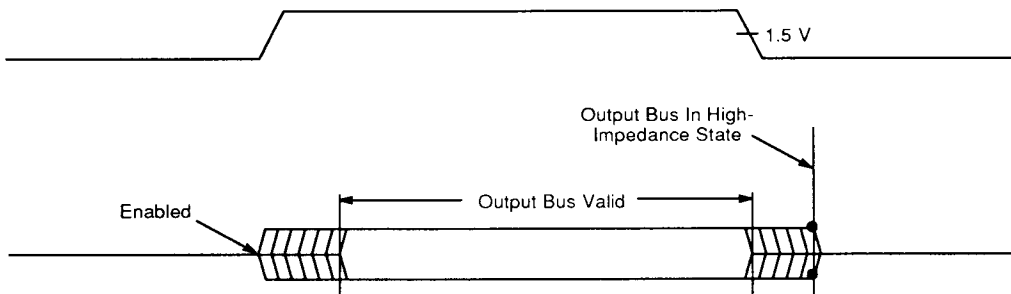 1.5 V
Output Bus In High-
Impedance State
Output Bus Valid
Enabled